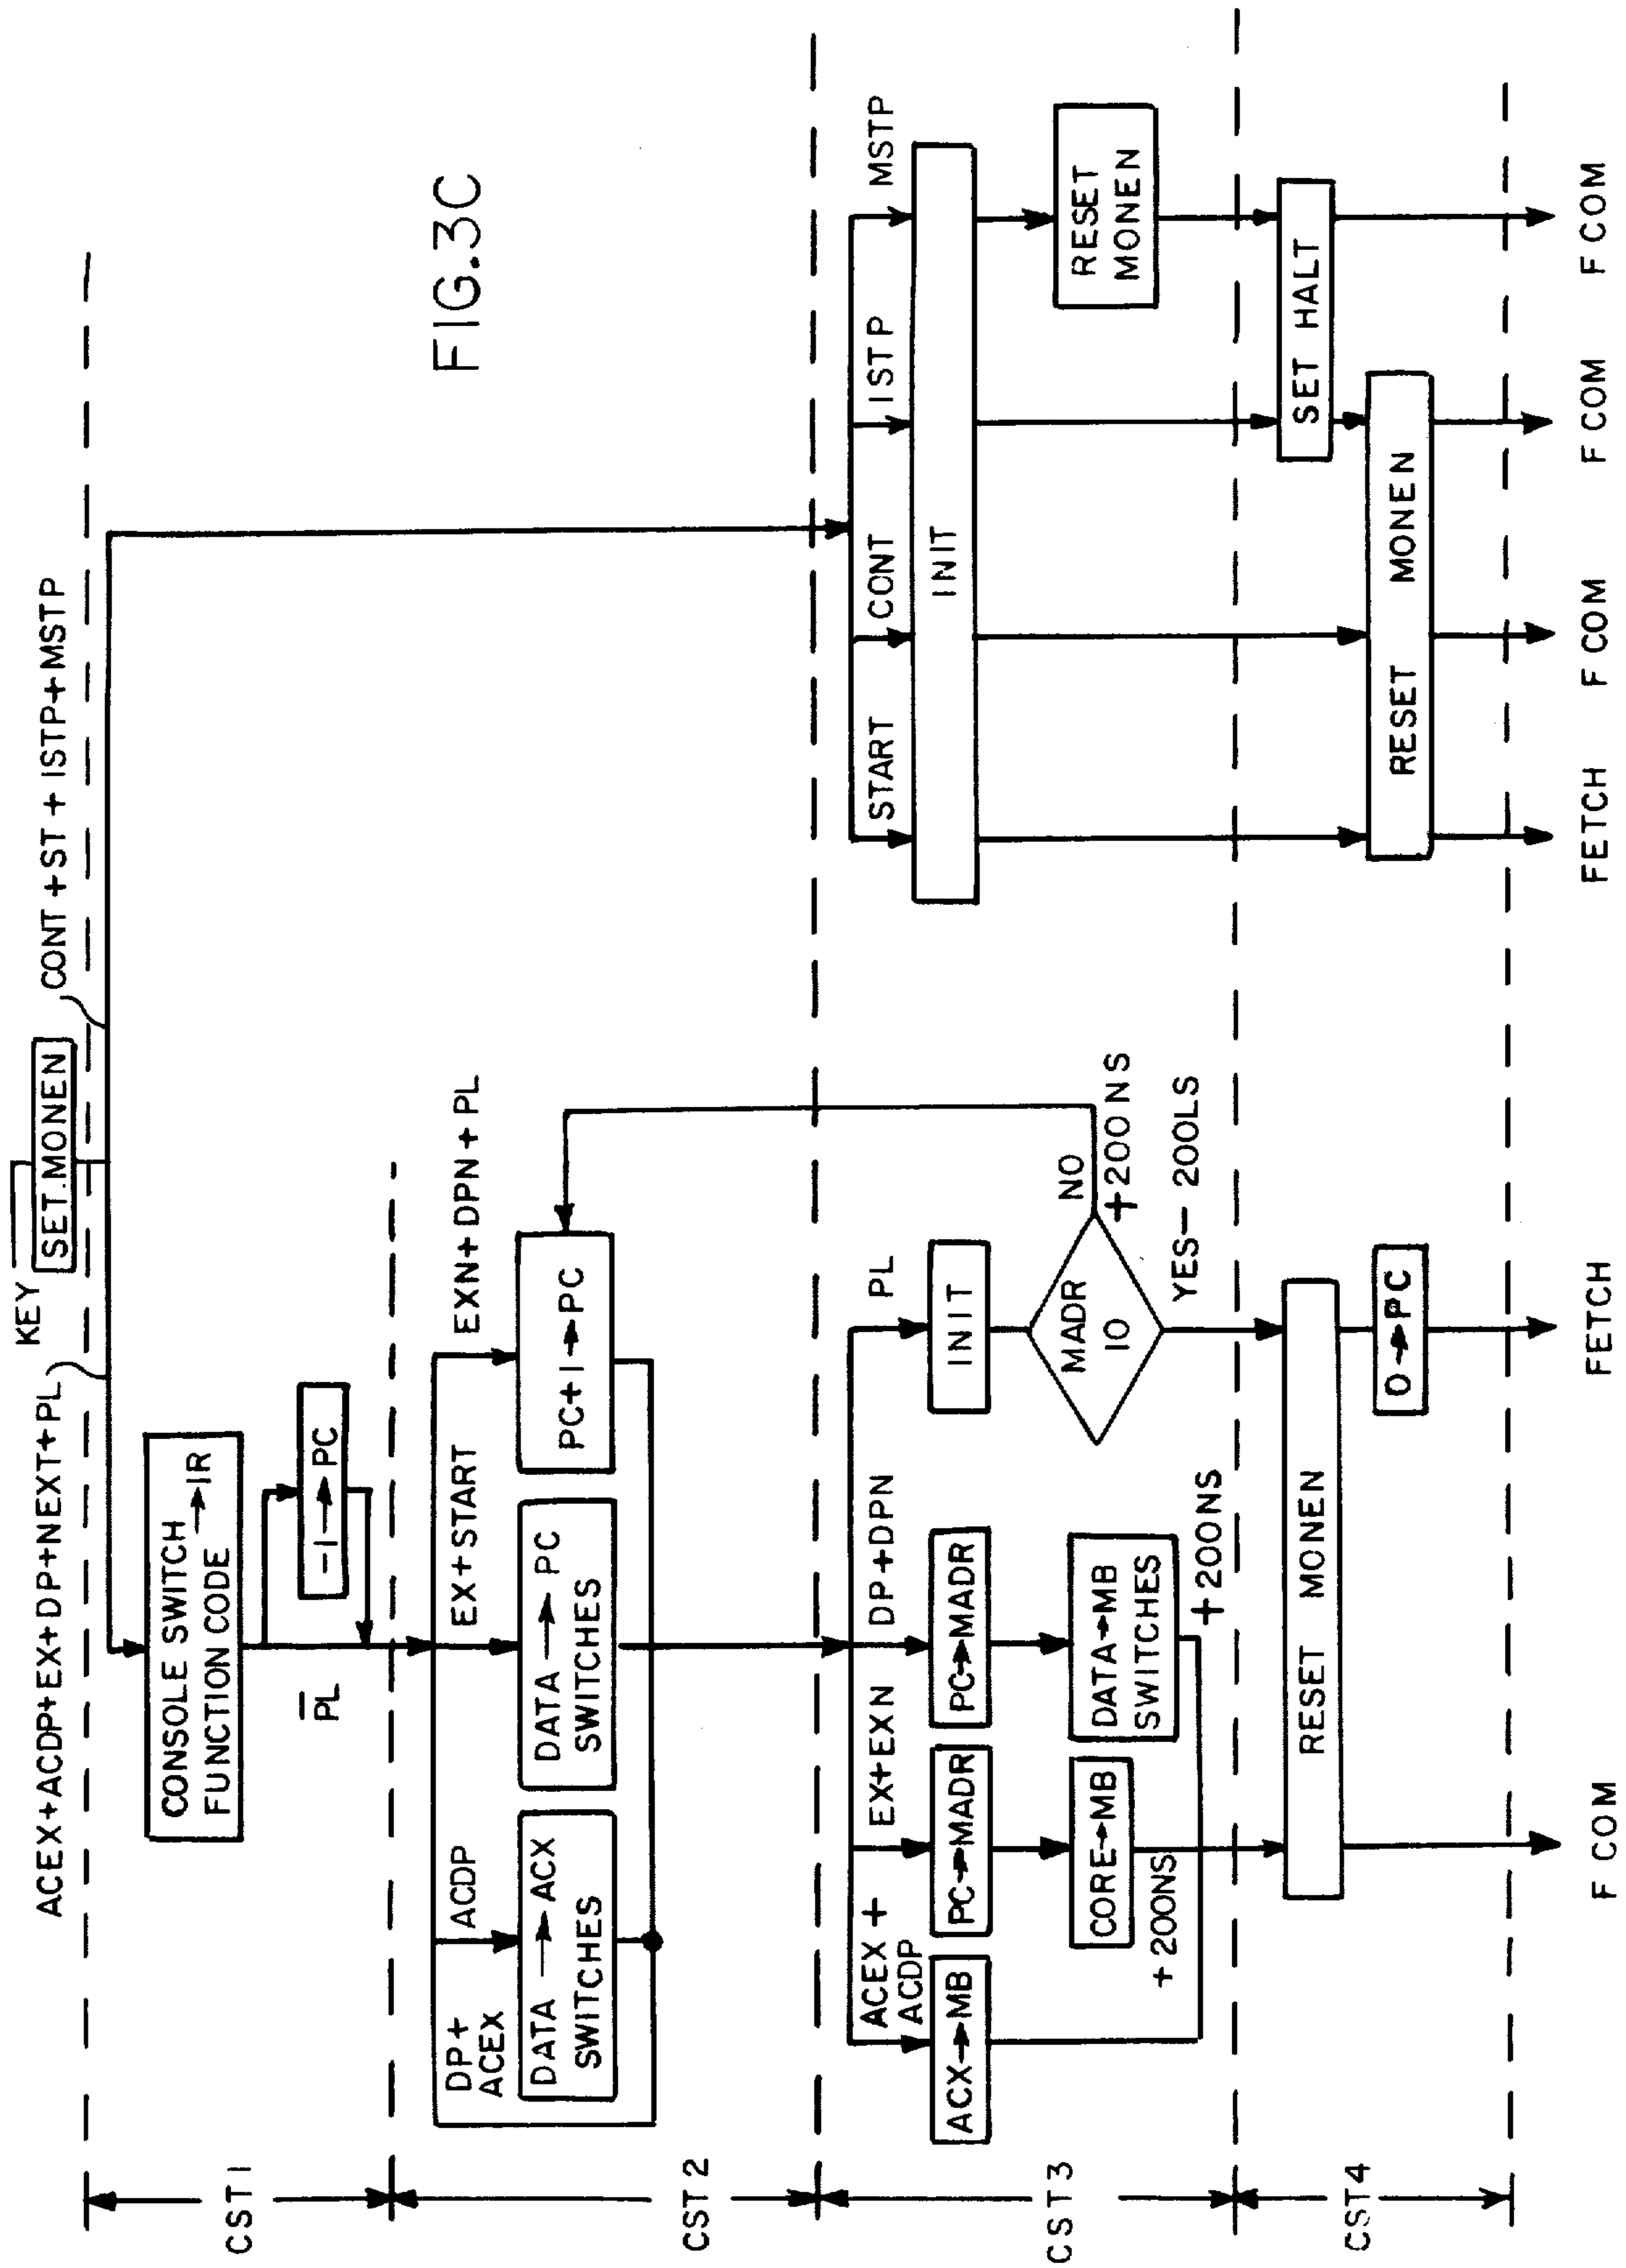 KEY
SET.MONEN
ACEX+ACDP+EX+DP+NEXT+PL
CONT+ST+ISTP+MSTP
CST1
CONSOLE SWITCH→IR
FUNCTION CODE
-1→PC
PL
FIG.3C
CST2
DP+
ACEX
ACDP
EX+START
EXN+DPN+PL
DATA→ACX
SWITCHES
DATA→PC
SWITCHES
PC+1→PC
CST3
ACEX+
ACDP
EX+EXN
DP+DPN
PL
START
CONT
ISTP
MSTP
ACX→MB
PC→MADR
PC→MADR
INIT
INIT
CORE→MB
DATA→MB
SWITCHES
MADR
10
NO
+200NS
YES-200LS
RESET
MONEN
+200NS
+200NS
CST4
RESET MONEN
SET HALT
0→PC
RESET MONEN
F COM
FETCH
FETCH
F COM
F COM
F COM